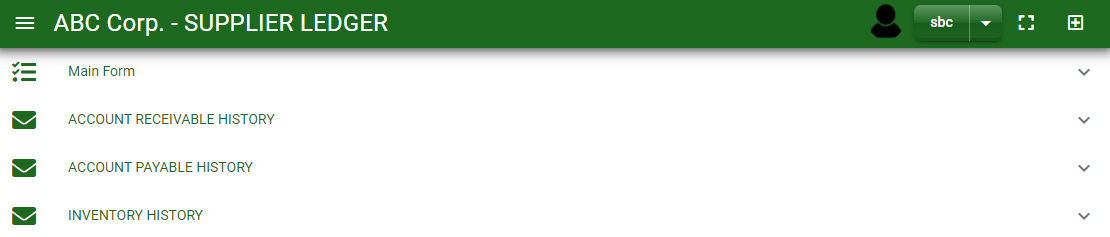 ABC Corp. - SUPPLIER LEDGER
sbc
Main Form
ACCOUNT RECEIVABLE HISTORY
ACCOUNT PAYABLE HISTORY
INVENTORY HISTORY